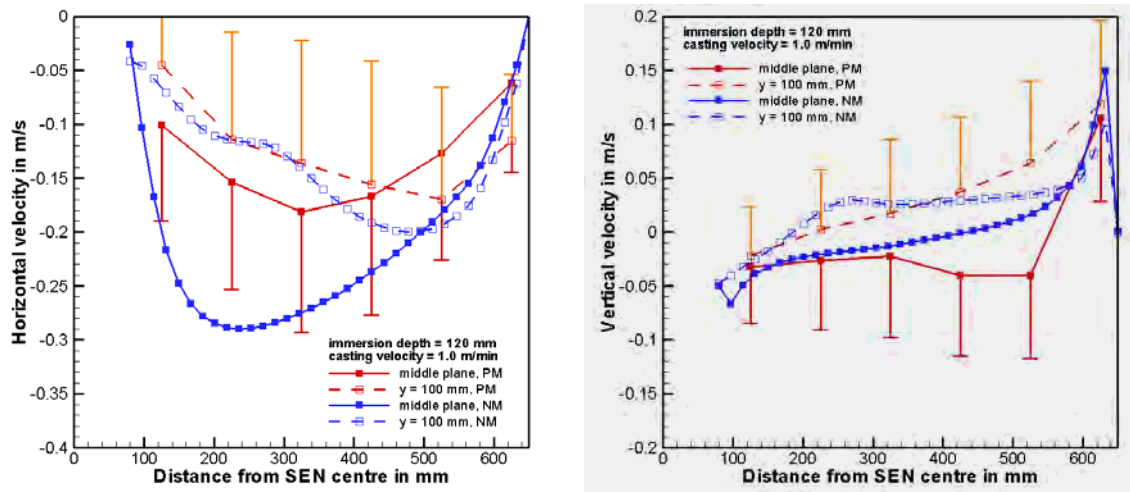 -0.05
-0.1
-0.15
-0.2
-0.25
-0.3
-0.35
-0.4
Horizontal velocity in m/s
immersion depth = 120 mm
casting velocity = 1.0 m/min
middle plane, PM
y = 100 mm, PM
middle plane, NM
y = 100 mm, NM
0 100 200 300 400 500 600
Distance from SEN centre in mm
0.2
0.15
0.1
0.05
0
-0.05
-0.1
-0.15
-0.2
Vertical velocity in m/s
immersion depth = 120 mm
casting velocity = 1.0 m/min
middle plane, PM
y = 100 mm, PM
middle plane, NM
y = 100 mm, NM
0 100 200 300 400 500 600
Distance from SEN centre in mm